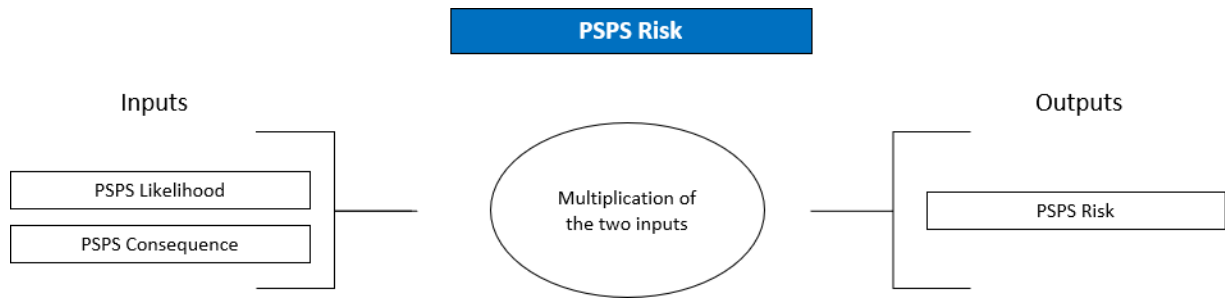 PSPS Risk
Inputs
Outputs
PSPS Likelihood
PSPS Consequence
Multiplication of
the two inputs
PSPS Risk